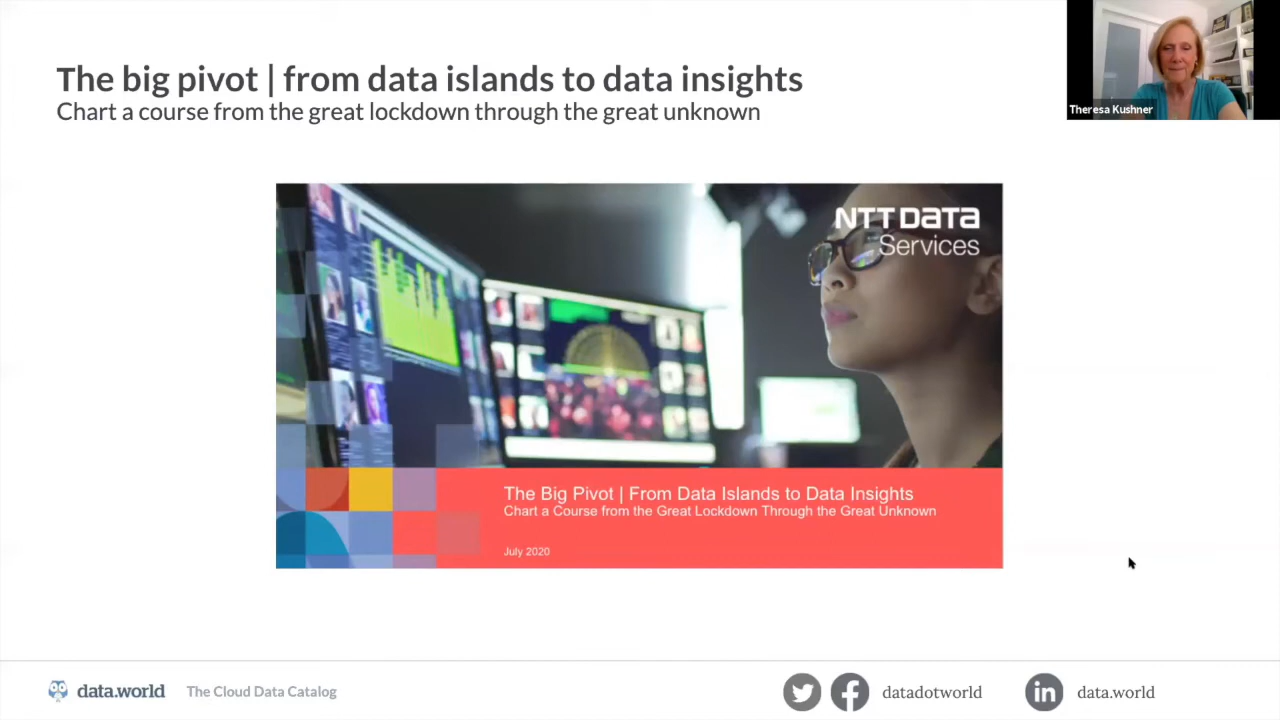 The big pivot | from data islands to data insights
Chart a course from the great lockdown through the great unknown
Theresa Kushner
NTT DATA
Services
The Big Pivot | From Data Islands to Data Insights
Chart a Course from the Great Lockdown Through the Great Unknown
July 2020
data.world The Cloud Data Catalog
datadotworld
in data.world